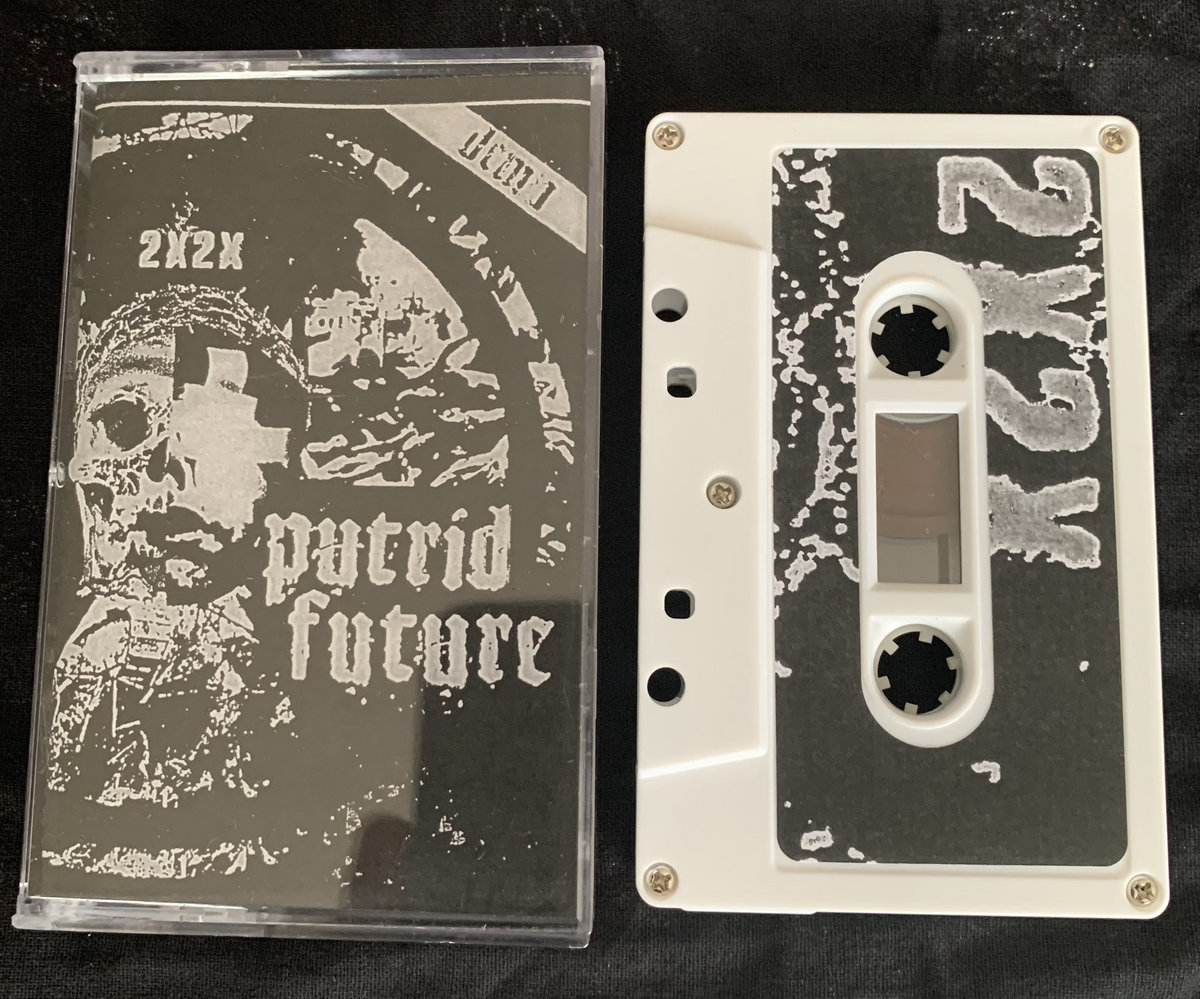 demo
2X2X
putrid
future
2X2X